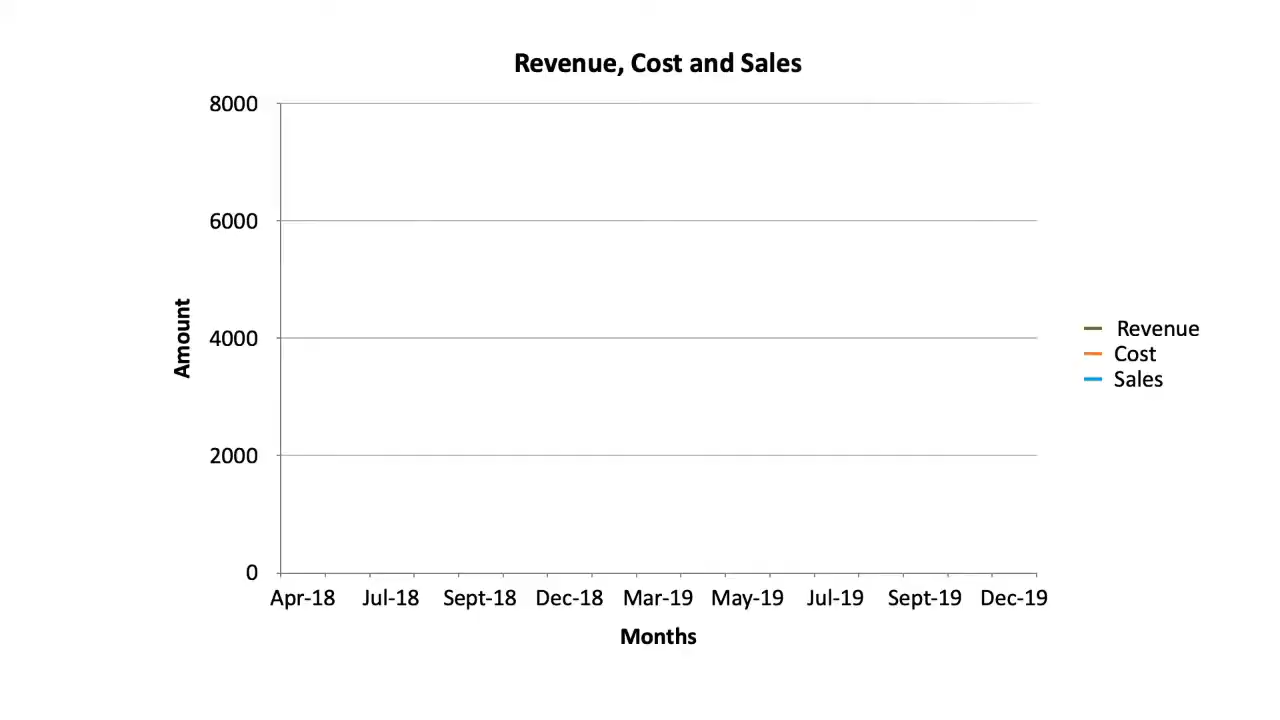 Revenue, Cost and Sales
8000
6000
4000
2000
0
Amount
Apr-18 Jul-18 Sept-18 Dec-18 Mar-19 May-19 Jul-19 Sept-19 Dec-19
Months
Revenue
Cost
Sales